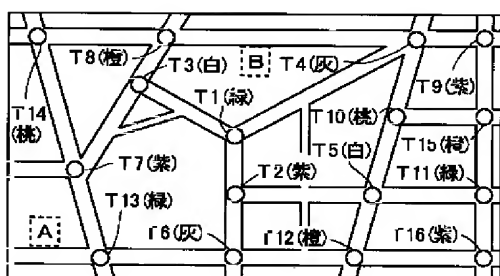 B
T8(橙)
T3(白)
T4(灰)
T9(紫)
T14
(桃)
T1(緑)
T10(桃)
T15
T7(紫)
T2(紫)
T5(白)
T11(緑)
T13(緑)
A
T6(灰)
T12(橙)
T16(紫)